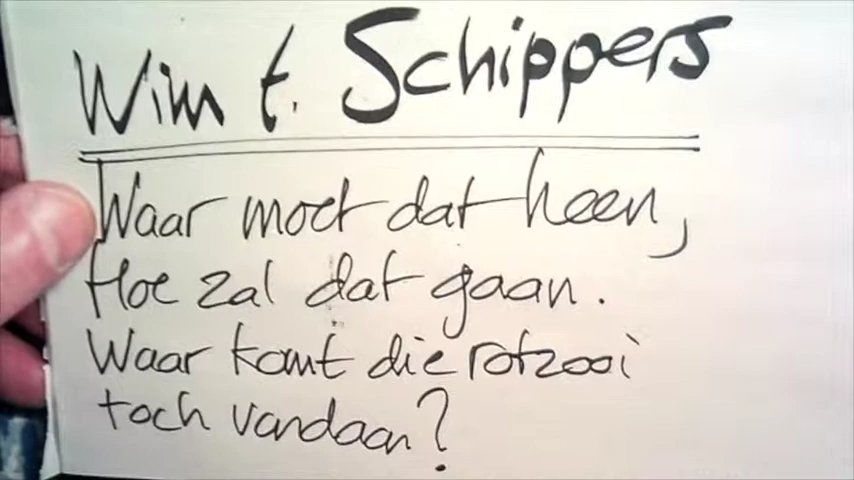 Wim t. Schippers
Waar moet dat heen,
Hoe zal dat gaan.
Waar komt die rotzooi
toch vandaan?